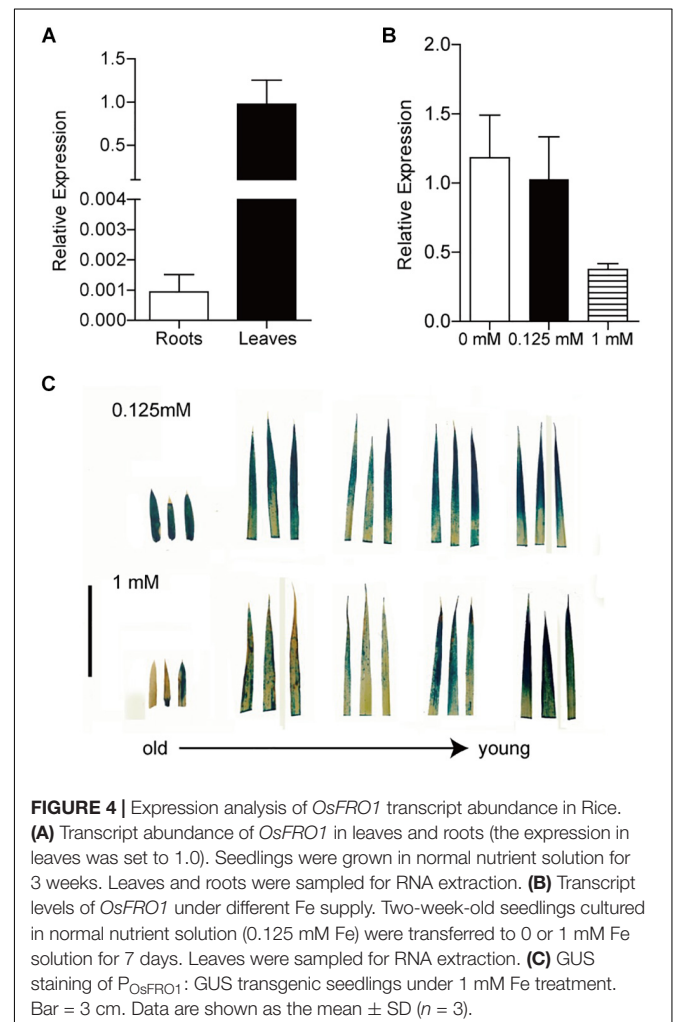 A
Relative Expression
1.5
1.0
0.5
0.004
0.003
0.002
0.001
0.000
Roots Leaves
B
Relative Expression
2.0
1.5
1.0
0.5
0.0
0 mM 0.125 mM 1 mM
C
0.125mM
1 mM
old young
FIGURE 4 | Expression analysis of OsFRO1 transcript abundance in Rice.
(A) Transcript abundance of OsFRO1 in leaves and roots (the expression in
leaves was set to 1.0). Seedlings were grown in normal nutrient solution for
3 weeks. Leaves and roots were sampled for RNA extraction. (B) Transcript
levels of OsFRO1 under different Fe supply. Two-week-old seedlings cultured
in normal nutrient solution (0.125 mM Fe) were transferred to 0 or 1 mM Fe
solution for 7 days. Leaves were sampled for RNA extraction. (C) GUS
staining of POsFRO1: GUS transgenic seedlings under 1 mM Fe treatment.
Bar = 3 cm. Data are shown as the mean ± SD (n = 3).